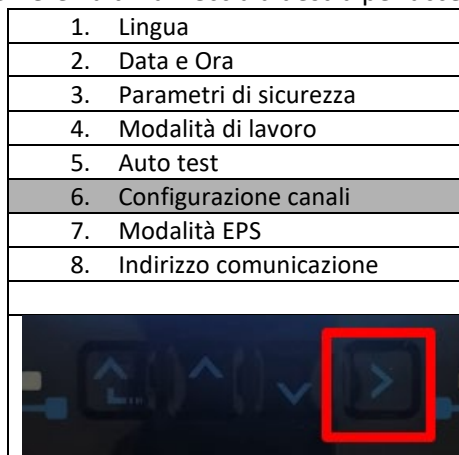 1. Lingua
2. Data e Ora
3. Parametri di sicurezza
4. Modalità di lavoro
5. Auto test
6. Configurazione canali
7. Modalità EPS
8. Indirizzo comunicazione